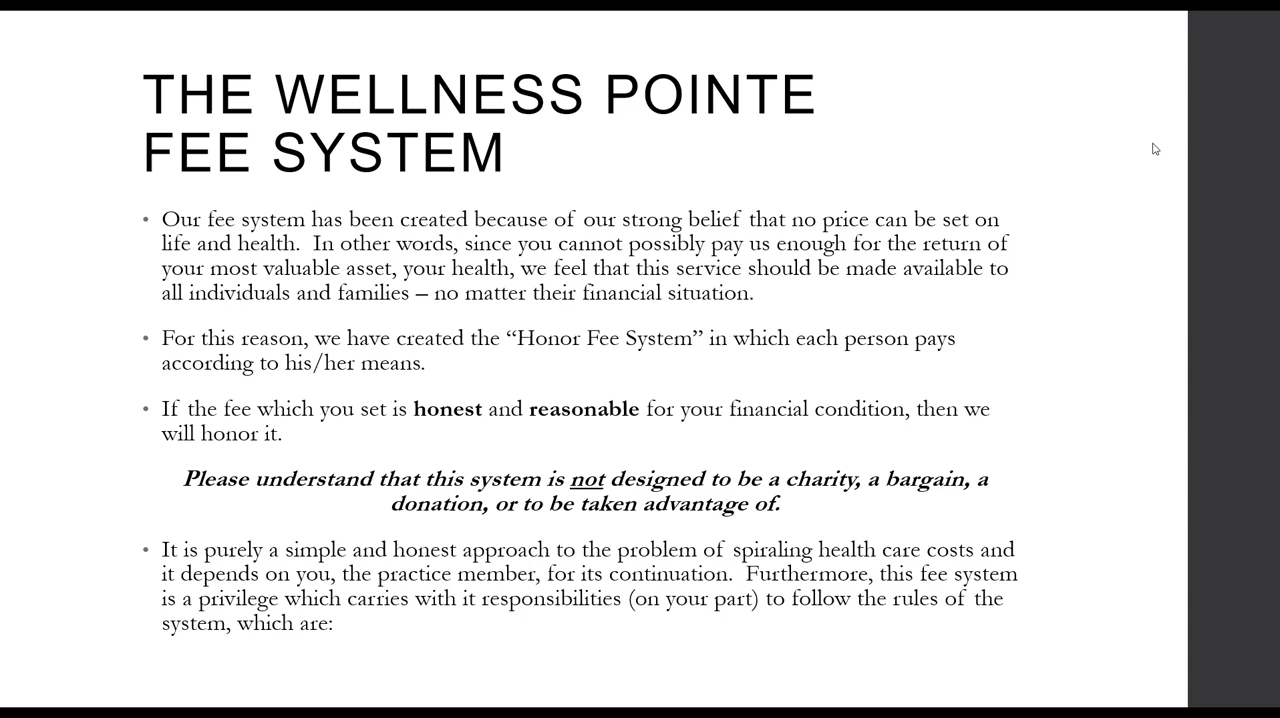 THE WELLNESS POINTE
FEE SYSTEM
• Our fee system has been created because of our strong belief that no price can be set on
life and health.  In other words, since you cannot possibly pay us enough for the return of
your most valuable asset, your health, we feel that this service should be made available to
all individuals and families – no matter their financial situation.
• For this reason, we have created the “Honor Fee System” in which each person pays
according to his/her means.
• If the fee which you set is honest and reasonable for your financial condition, then we
will honor it.
Please understand that this system is not designed to be a charity, a bargain, a
donation, or to be taken advantage of.
• It is purely a simple and honest approach to the problem of spiraling health care costs and
it depends on you, the practice member, for its continuation.  Furthermore, this fee system
is a privilege which carries with it responsibilities (on your part) to follow the rules of the
system, which are: